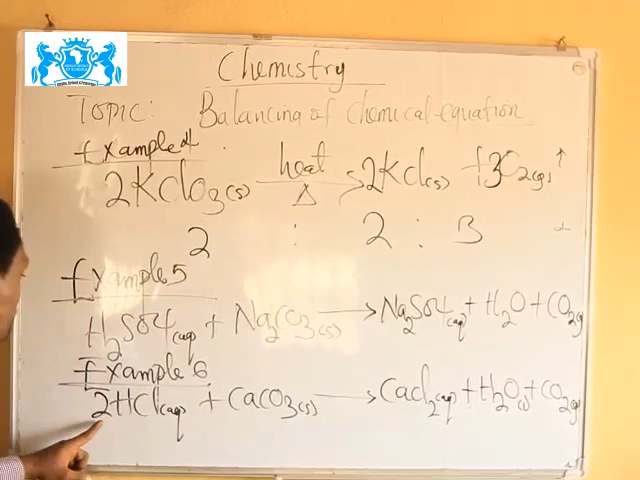 Chemistry
Topic: Balancing of chemical-equation
Example 4
2KClO3(s) heat Δ → 2KCl(s) + 3O2(g) ↑
2 : 2 : 3
Example 5
H2SO4(aq) + Na2CO3(s) → Na2SO4(aq) + H2O + CO2(g)
Example 6
2HCl(aq) + CaCO3(s) → CaCl2(aq) + H2O(l) + CO2(g)